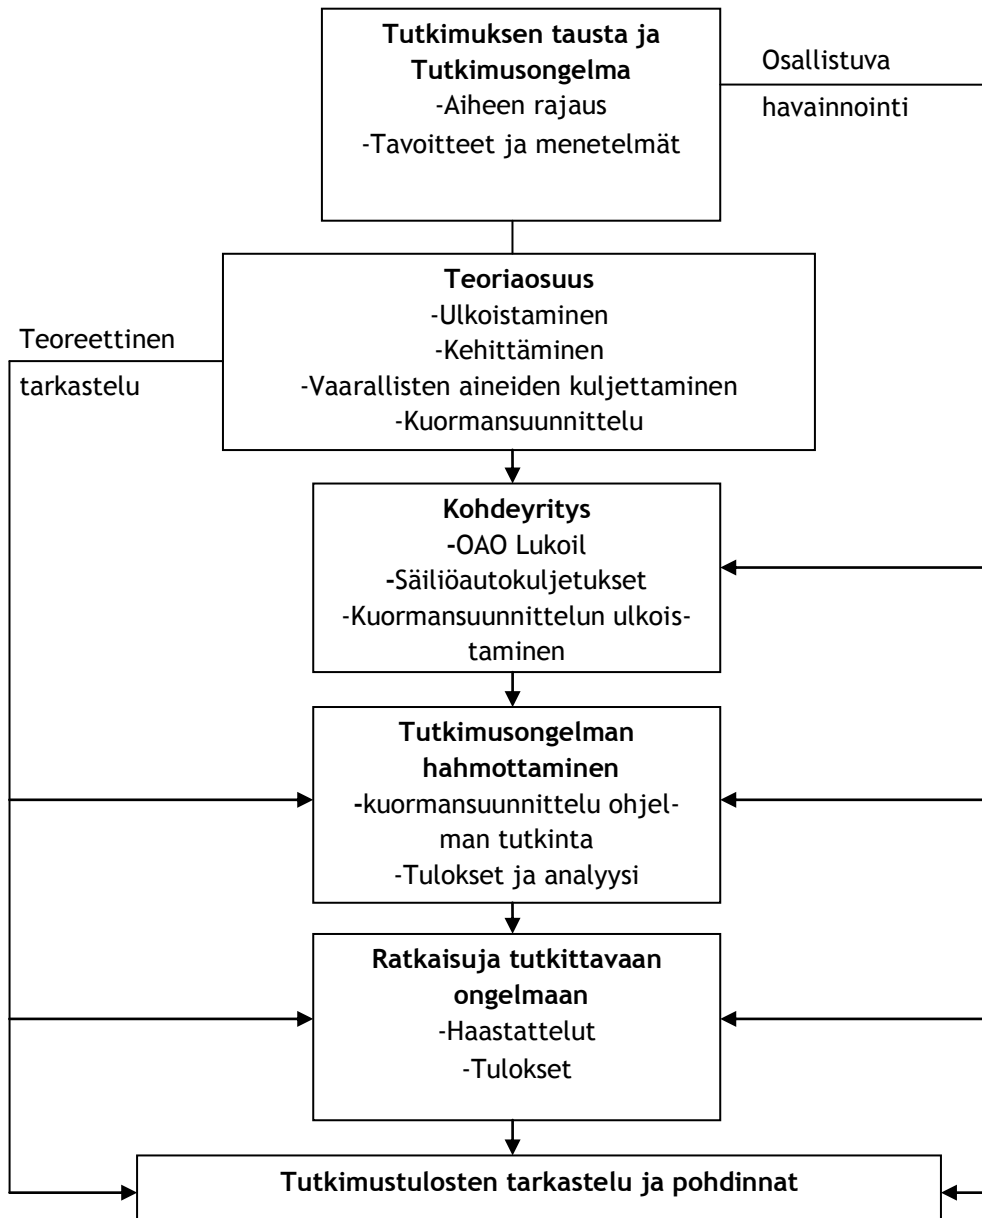 Tutkimuksen tausta ja
Tutkimusongelma
-Aiheen rajaus
-Tavoitteet ja menetelmät
Osallistuva
havainnointi
Teoriaosuus
-Ulkoistaminen
-Kehittäminen
-Vaarallisten aineiden kuljettaminen
-Kuormansuunnittelu
Teoreettinen
tarkastelu
Kohdeyritys
-OAO Lukoil
-Säiliöautokuljetukset
-Kuormansuunnittelun ulkois-
taminen
Tutkimusongelman
hahmottaminen
-kuormansuunnittelu ohjel-
man tutkinta
-Tulokset ja analyysi
Ratkaisuja tutkittavaan
ongelmaan
-Haastattelut
-Tulokset
Tutkimustulosten tarkastelu ja pohdinnat